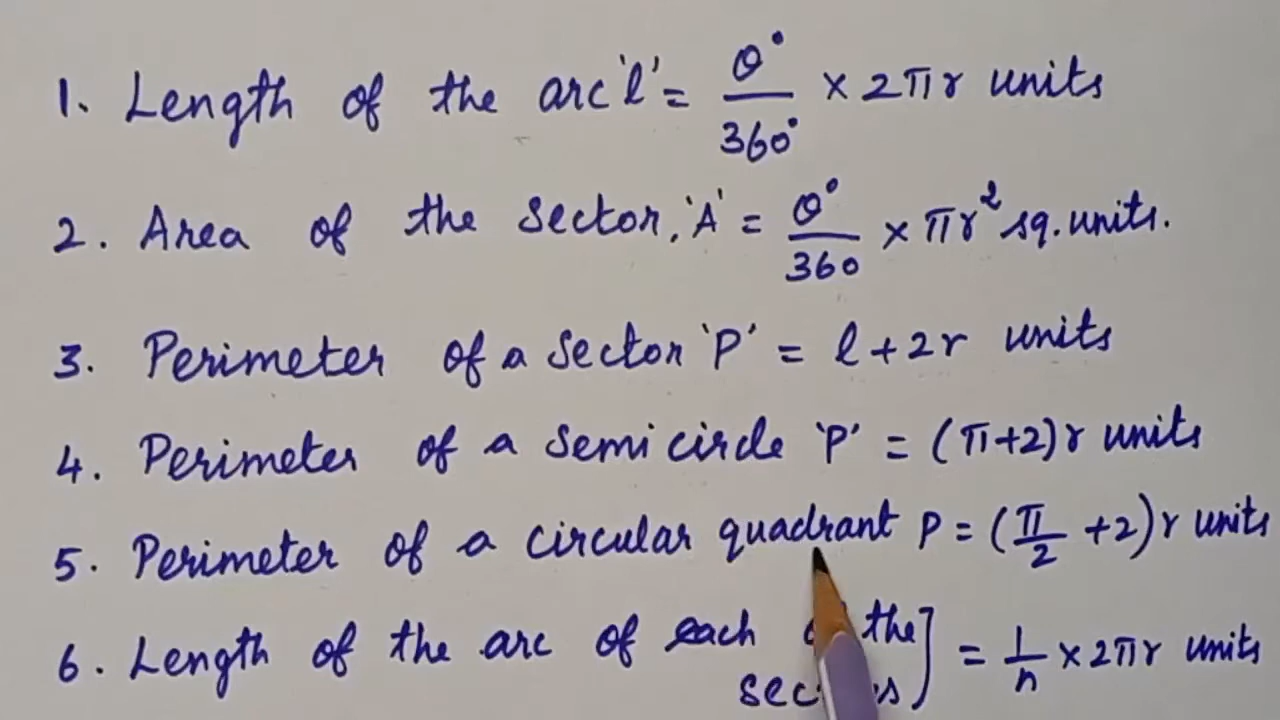 1. Length of the arc 'l' = θ°/360° × 2πr units
2. Area of the sector, 'A' = θ°/360 × πr² sq. units.
3. Perimeter of a sector 'P' = l + 2r units
4. Perimeter of a semi circle 'P' = (π+2)r units
5. Perimeter of a circular quadrant P = (π/2 + 2)r units
6. Length of the arc of each the ] = 1/n × 2πr units